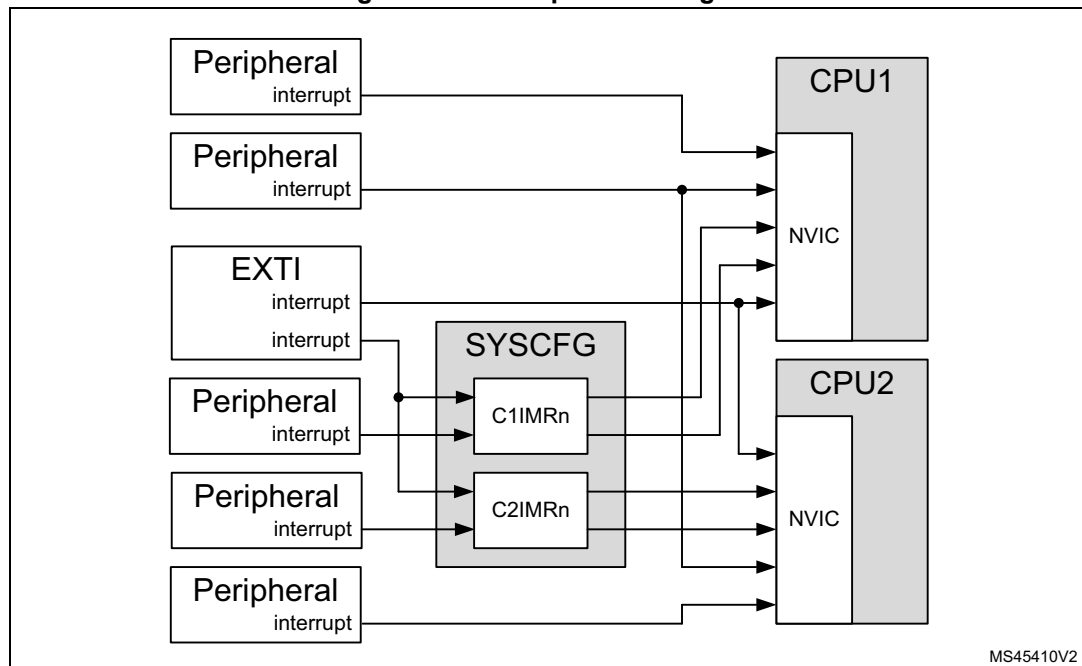 Peripheral
interrupt
Peripheral
interrupt
EXTI
interrupt
interrupt
Peripheral
interrupt
Peripheral
interrupt
Peripheral
interrupt
SYSCFG
C1IMRn
C2IMRn
CPU1
NVIC
CPU2
NVIC
MS45410V2